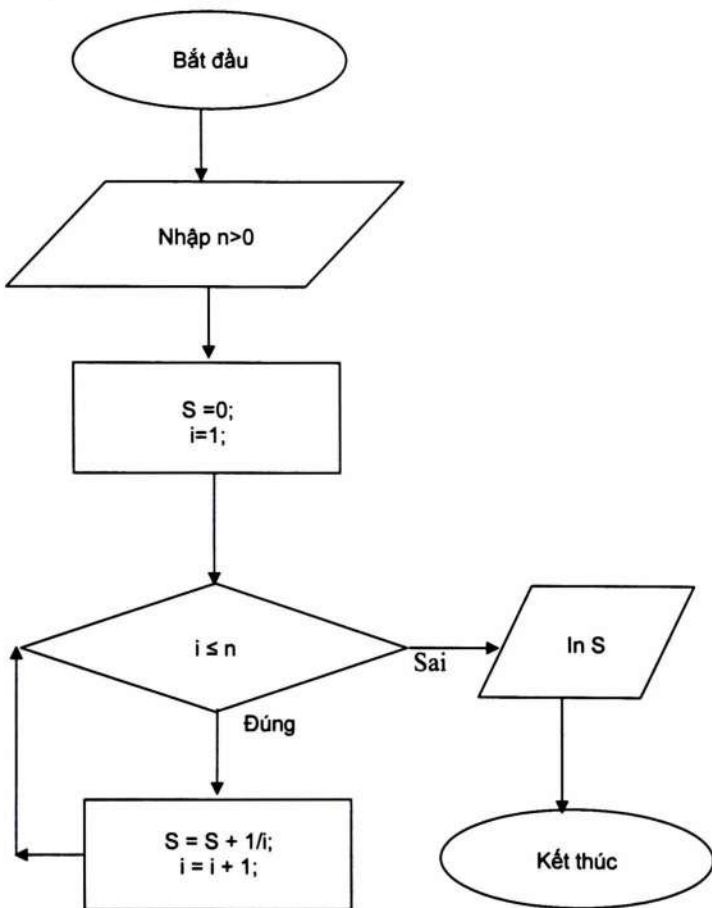 Bắt đầu
Nhập n>0
S =0;
i=1;
i ≤ n
Sai
In S
Đúng
S = S + 1/i;
i = i + 1;
Kết thúc